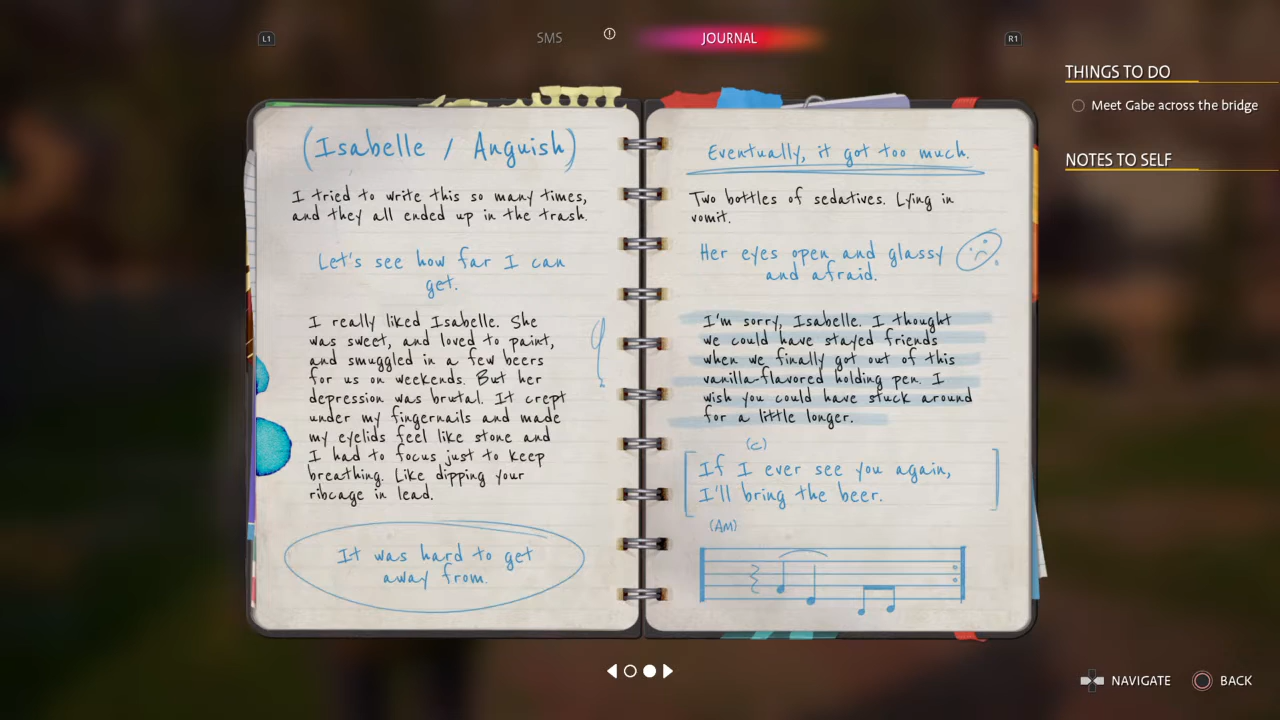 L1
SMS
JOURNAL
R1
THINGS TO DO
Meet Gabe across the bridge
NOTES TO SELF
(Isabelle / Anguish)
I tried to write this so many times,
and they all ended up in the trash.
Let's see how far I can
get.
I really liked Isabelle. She
was sweet, and loved to paint,
and smuggled in a few beers
for us on weekends. But her
depression was brutal. It crept
under my fingernails and made
my eyelids feel like stone and
I had to focus just to keep
breathing. Like dipping your
ribcage in lead.
It was hard to get
away from.
Eventually, it got too much.
Two bottles of sedatives. Lying in
vomit.
Her eyes open and glassy
and afraid.
I'm sorry, Isabelle. I thought
we could have stayed friends
when we finally got out of this
vanilla-flavored holding pen. I
wish you could have stuck around
for a little longer.
(c)
If I ever see you again,
I'll bring the beer.
(Am)
NAVIGATE
BACK